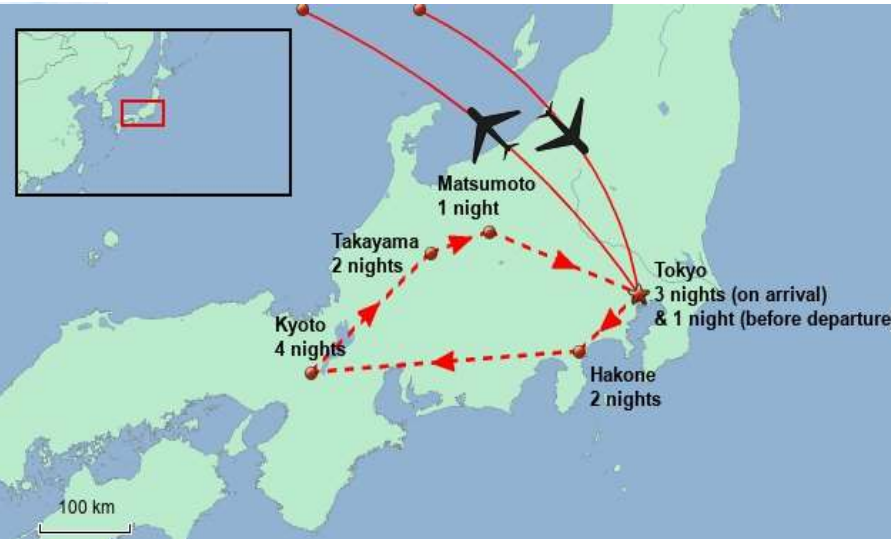 Matsumoto
1 night
Takayama
2 nights
Tokyo
3 nights (on arrival)
& 1 night (before departure
Kyoto
4 nights
Hakone
2 nights
100 km